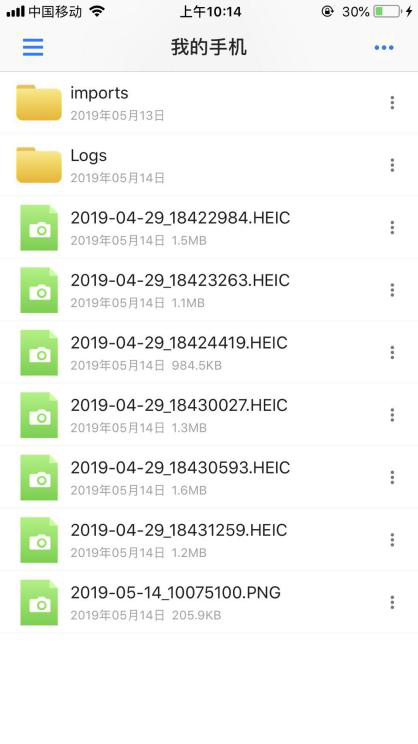 中国移动 上午10:14 30%
我的手机
imports
2019年05月13日
Logs
2019年05月14日
2019-04-29_18422984.HEIC
2019年05月14日 1.5MB
2019-04-29_18423263.HEIC
2019年05月14日 1.1MB
2019-04-29_18424419.HEIC
2019年05月14日 984.5KB
2019-04-29_18430027.HEIC
2019年05月14日 1.3MB
2019-04-29_18430593.HEIC
2019年05月14日 1.6MB
2019-04-29_18431259.HEIC
2019年05月14日 1.2MB
2019-05-14_10075100.PNG
2019年05月14日 205.9KB